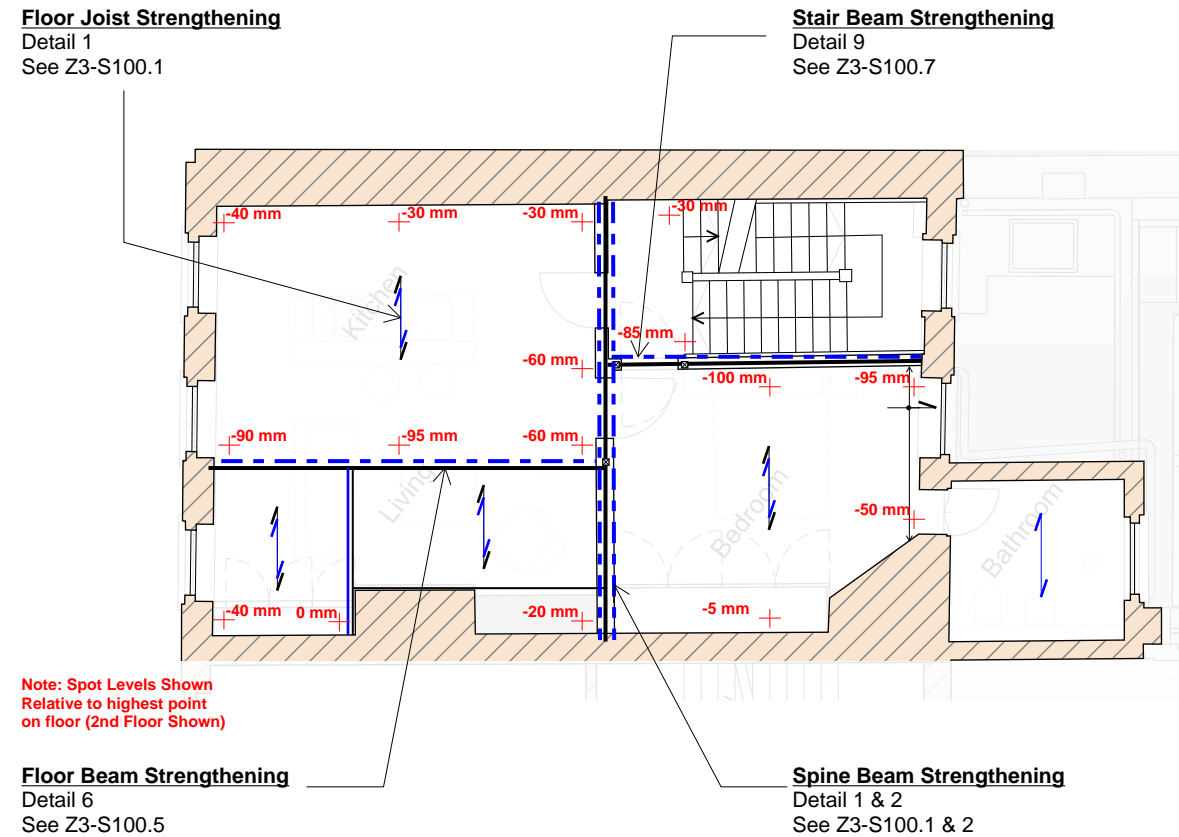 Floor Joist Strengthening
Detail 1
See Z3-S100.1
Stair Beam Strengthening
Detail 9
See Z3-S100.7
-40 mm
-30 mm
-30 mm
-30 mm
Kitchen
-85 mm
-60 mm
-100 mm
-95 mm
-90 mm
-95 mm
-60 mm
Living
Bedroom
-50 mm
Bathroom
-40 mm
0 mm
-20 mm
-5 mm
Note: Spot Levels Shown
Relative to highest point
on floor (2nd Floor Shown)
Floor Beam Strengthening
Detail 6
See Z3-S100.5
Spine Beam Strengthening
Detail 1 & 2
See Z3-S100.1 & 2